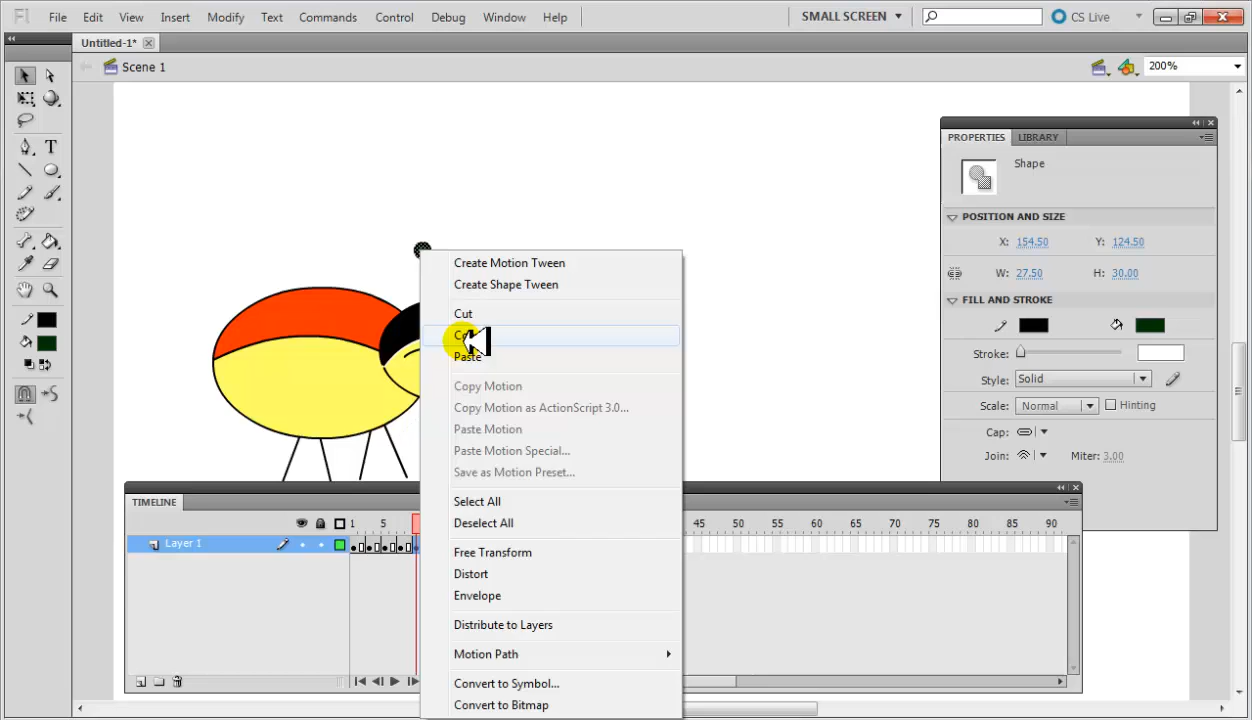 Fl File Edit View Insert Modify Text Commands Control Debug Window Help SMALL SCREEN CS Live
Untitled-1*
Scene 1 200%
PROPERTIES LIBRARY
Shape
POSITION AND SIZE
X: 154.50 Y: 124.50
W: 27.50 H: 30.00
FILL AND STROKE
Stroke:
Style: Solid
Scale: Normal Hinting
Cap:
Join: Miter: 3.00
Create Motion Tween
Create Shape Tween
Cut
Paste
Copy Motion
Copy Motion as ActionScript 3.0...
Paste Motion
Paste Motion Special...
Save as Motion Preset...
Select All
Deselect All
Free Transform
Distort
Envelope
Distribute to Layers
Motion Path
Convert to Symbol...
Convert to Bitmap
TIMELINE
1 5 45 50 55 60 65 70 75 80 85 90
Layer 1
T